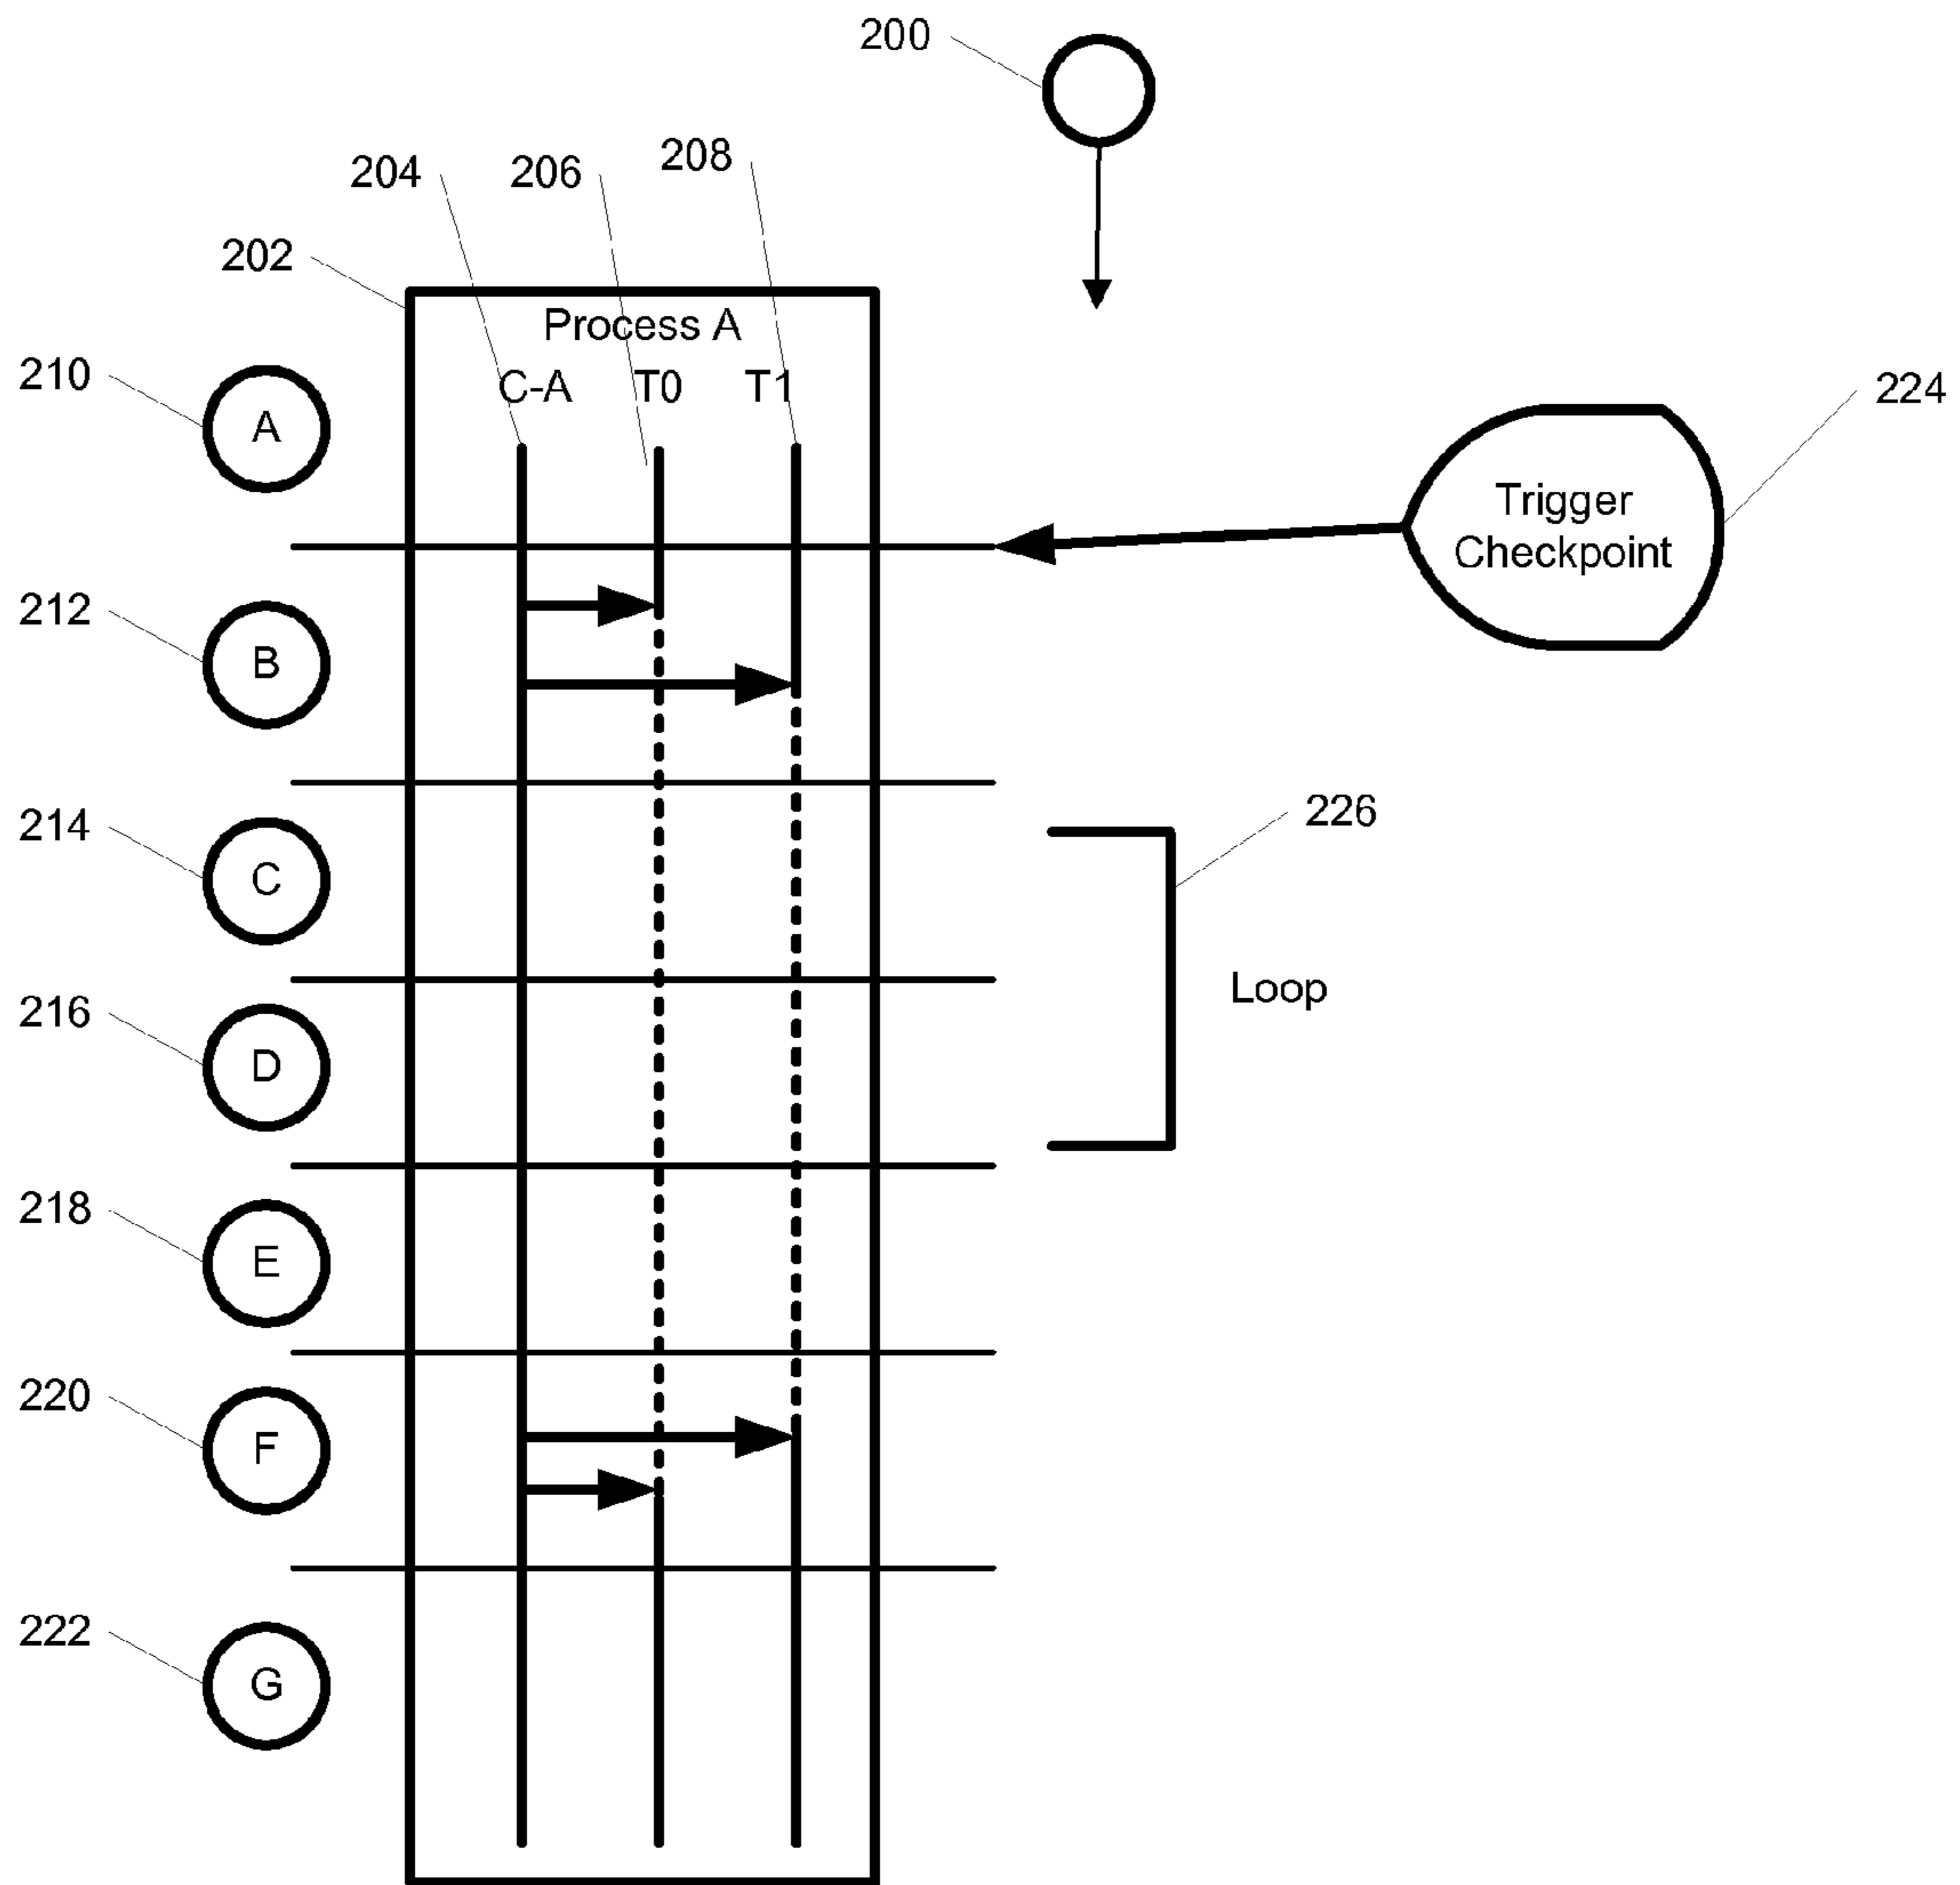 200
208
204 206
202
Process A
C-A T0 T1
210
A
224
Trigger
Checkpoint
212
B
226
214
C
Loop
216
D
218
E
220
F
222
G